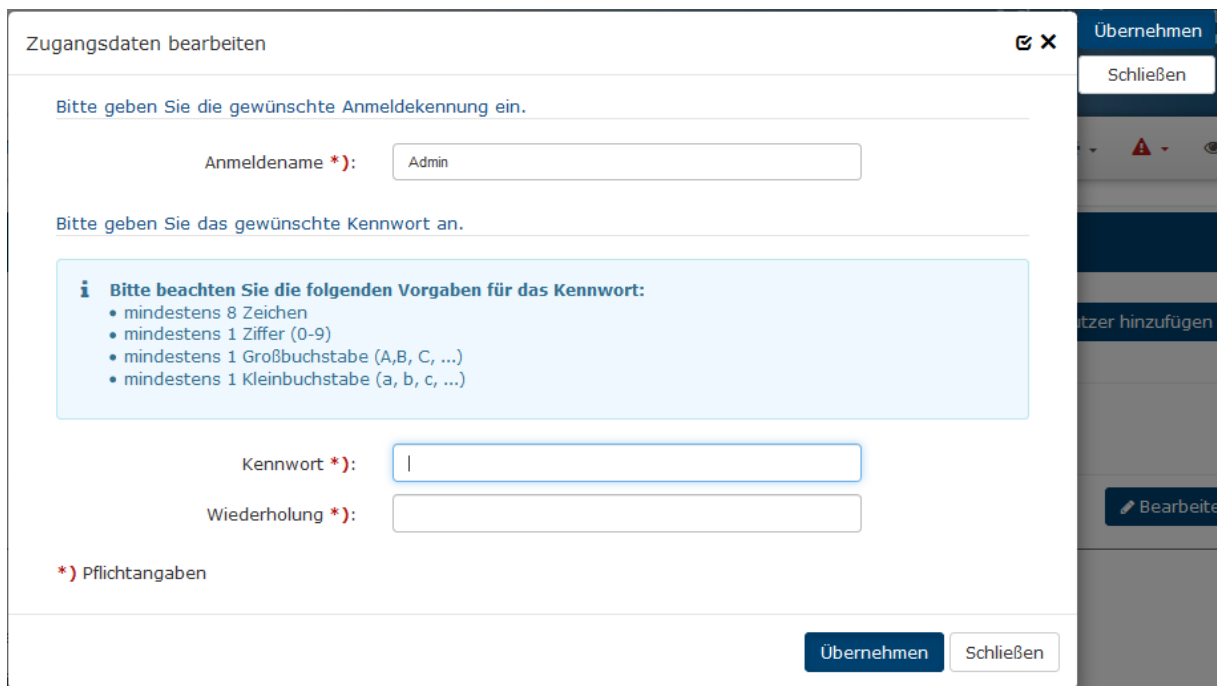 Zugangsdaten bearbeiten
Übernehmen
Schließen
Bitte geben Sie die gewünschte Anmeldekennung ein.
Anmeldename *):
Admin
Bitte geben Sie das gewünschte Kennwort an.
i Bitte beachten Sie die folgenden Vorgaben für das Kennwort:
• mindestens 8 Zeichen
• mindestens 1 Ziffer (0-9)
• mindestens 1 Großbuchstabe (A,B, C, ...)
• mindestens 1 Kleinbuchstabe (a, b, c, ...)
hinzufügen
Kennwort *):
Wiederholung *):
*) Pflichtangaben
Übernehmen
Schließen